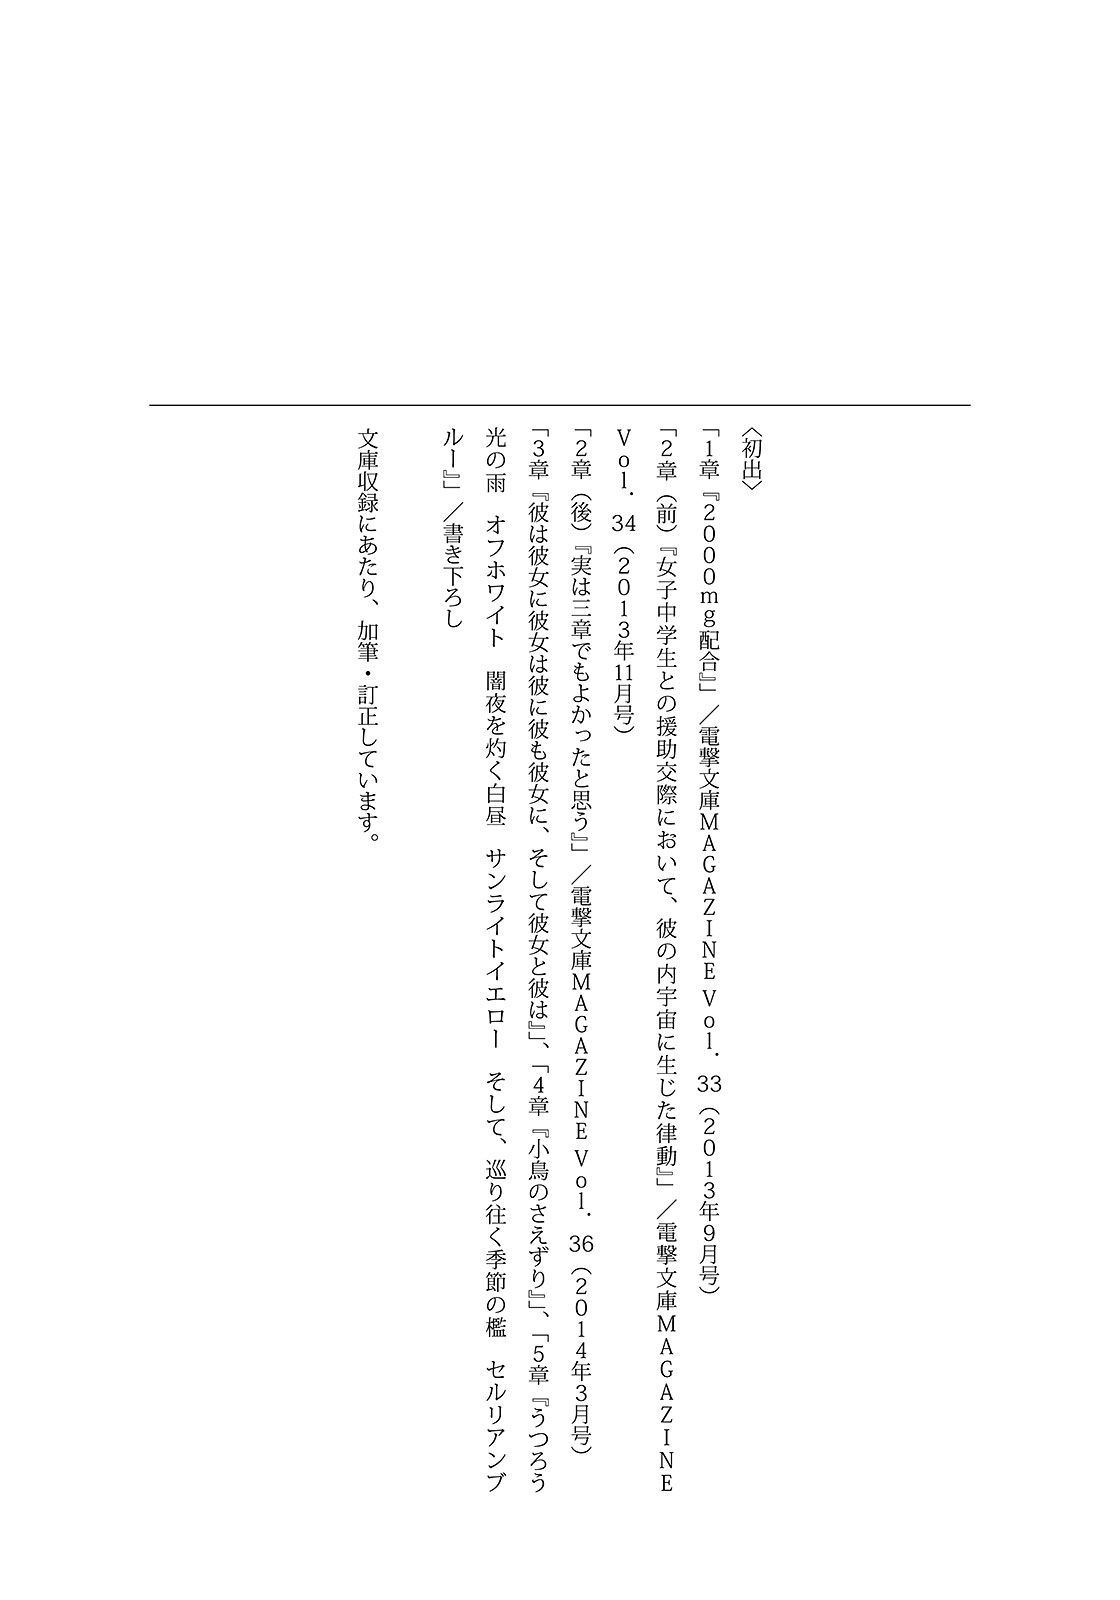 〈初出〉
「1章『2000mg配合』」／電撃文庫MAGAZINE Vol．33（2013年9月号）
「2章（前）『女子中学生との援助交際において、彼の内宇宙に生じた律動』」／電撃文庫MAGAZINE
Vol．34（2013年11月号）
「2章（後）『実は三章でもよかったと思う』」／電撃文庫MAGAZINE Vol．36（2014年3月号）
「3章『彼は彼女に彼女は彼に彼も彼女に、そして彼女と彼は』」、「4章『小鳥のさえずり』」、「5章『うつろう
光の雨　オフホワイト　闇夜を灼く白昼　サンライトイエロー　そして、巡り往く季節の檻　セルリアンブ
ルー』」／書き下ろし
文庫収録にあたり、加筆・訂正しています。